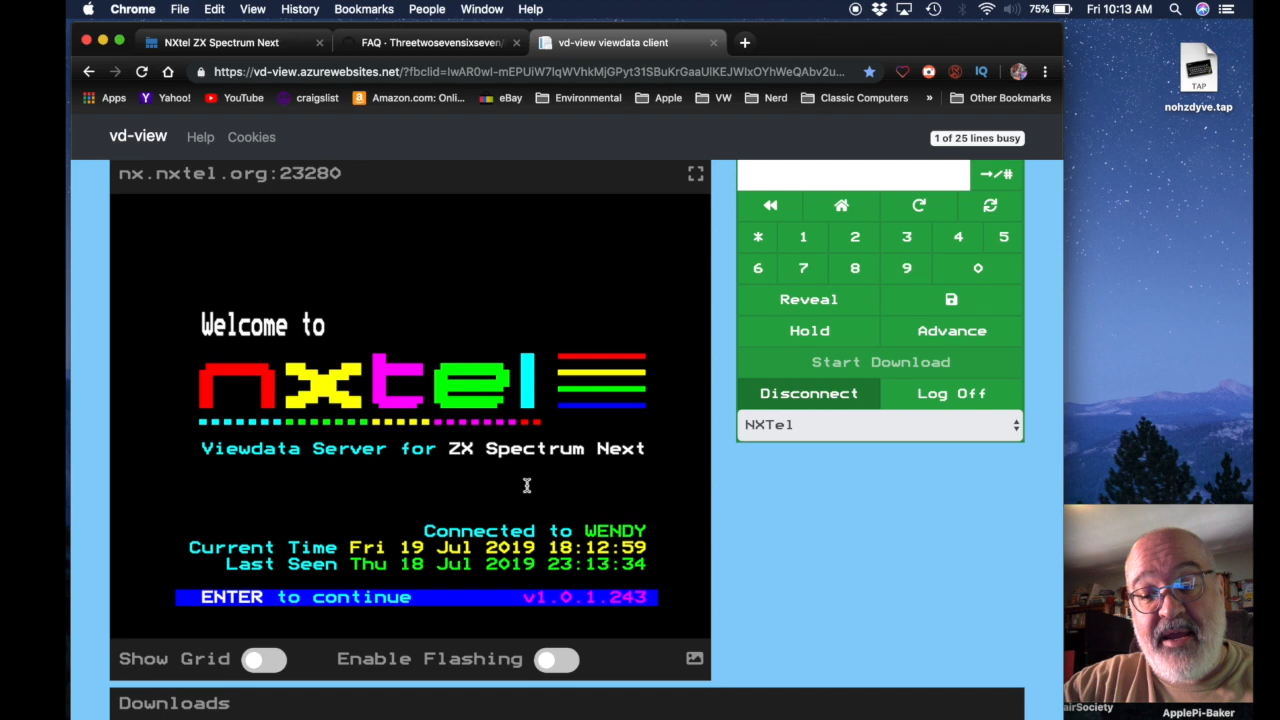 Chrome File Edit View History Bookmarks People Window Help 75% Fri 10:13 AM
NXtel ZX Spectrum Next
FAQ - Threetwosevensixseven/
vd-view viewdata client
https://vd-view.azurewebsites.net/?fbclid=IwAR0wI-mEPUiW7IqWVhkMjGPyt31SBuKrGaaUlKEJWIxOYhWeQAbv2u...
IQ
Apps Yahoo! YouTube craigslist Amazon.com: Onli... eBay Environmental Apple VW Nerd Classic Computers » Other Bookmarks
TAP
nohzdyve.tap
vd-view Help Cookies 1 of 25 lines busy
nx.nxtel.org:23280
→/#
* 1 2 3 4 5
6 7 8 9 0
Reveal
Hold Advance
Start Download
Disconnect Log Off
NXTel
Welcome to
nxtel
Viewdata Server for ZX Spectrum Next
Connected to WENDY
Current Time Fri 19 Jul 2019 18:12:59
Last Seen Thu 18 Jul 2019 23:13:34
ENTER to continue v1.0.1.243
Show Grid Enable Flashing
Downloads
airSociety
ApplePi-Baker